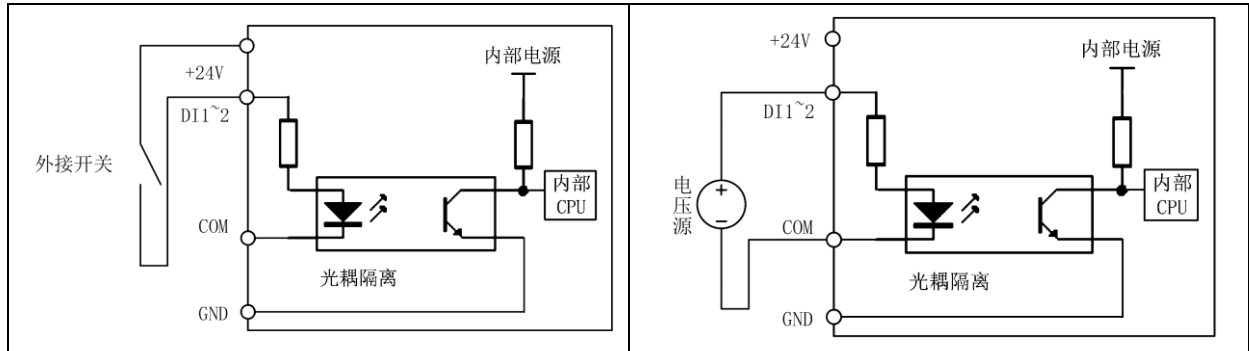 +24V
内部电源
DI1~2
外接开关
内部
CPU
COM
光耦隔离
GND
+24V
内部电源
DI1~2
电
压
源
+
−
内部
CPU
COM
光耦隔离
GND